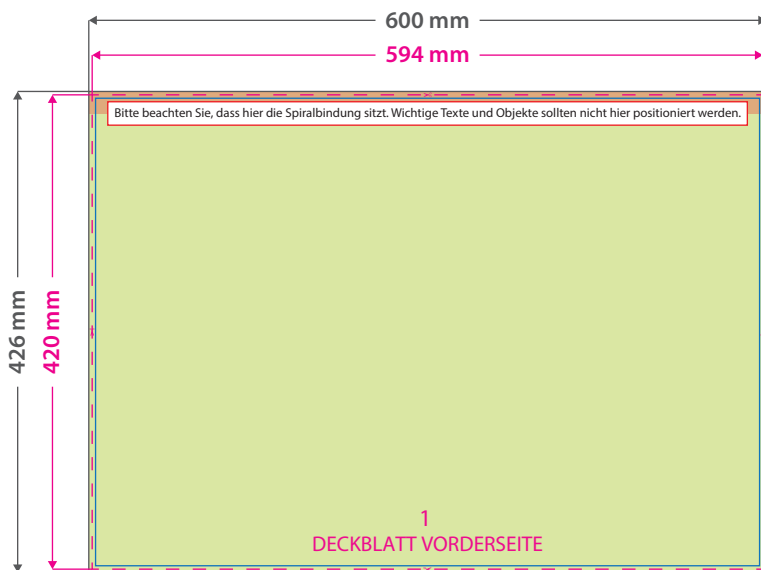 600 mm
594 mm
Bitte beachten Sie, dass hier die Spiralbindung sitzt. Wichtige Texte und Objekte sollten nicht hier positioniert werden.
426 mm
420 mm
1
DECKBLATT VORDERSEITE